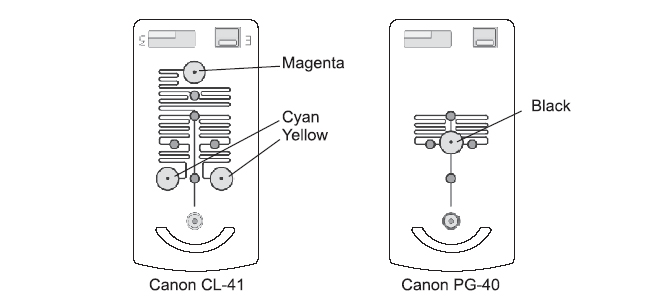 Magenta
Cyan
Yellow
Canon CL-41
Black
Canon PG-40